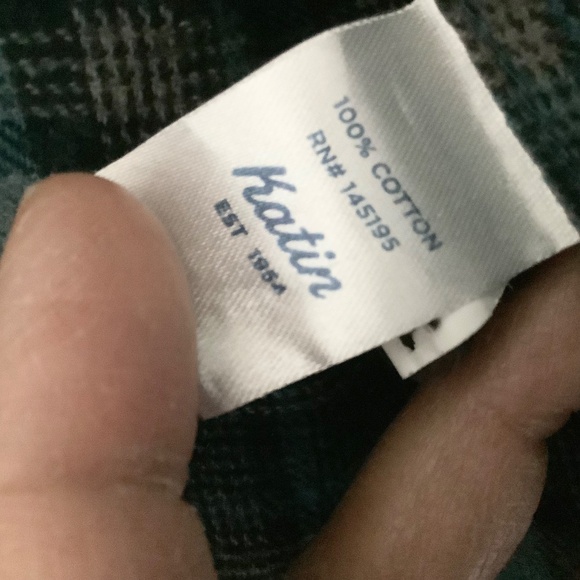 100% COTTON
RN# 145195
Katin
EST 1954